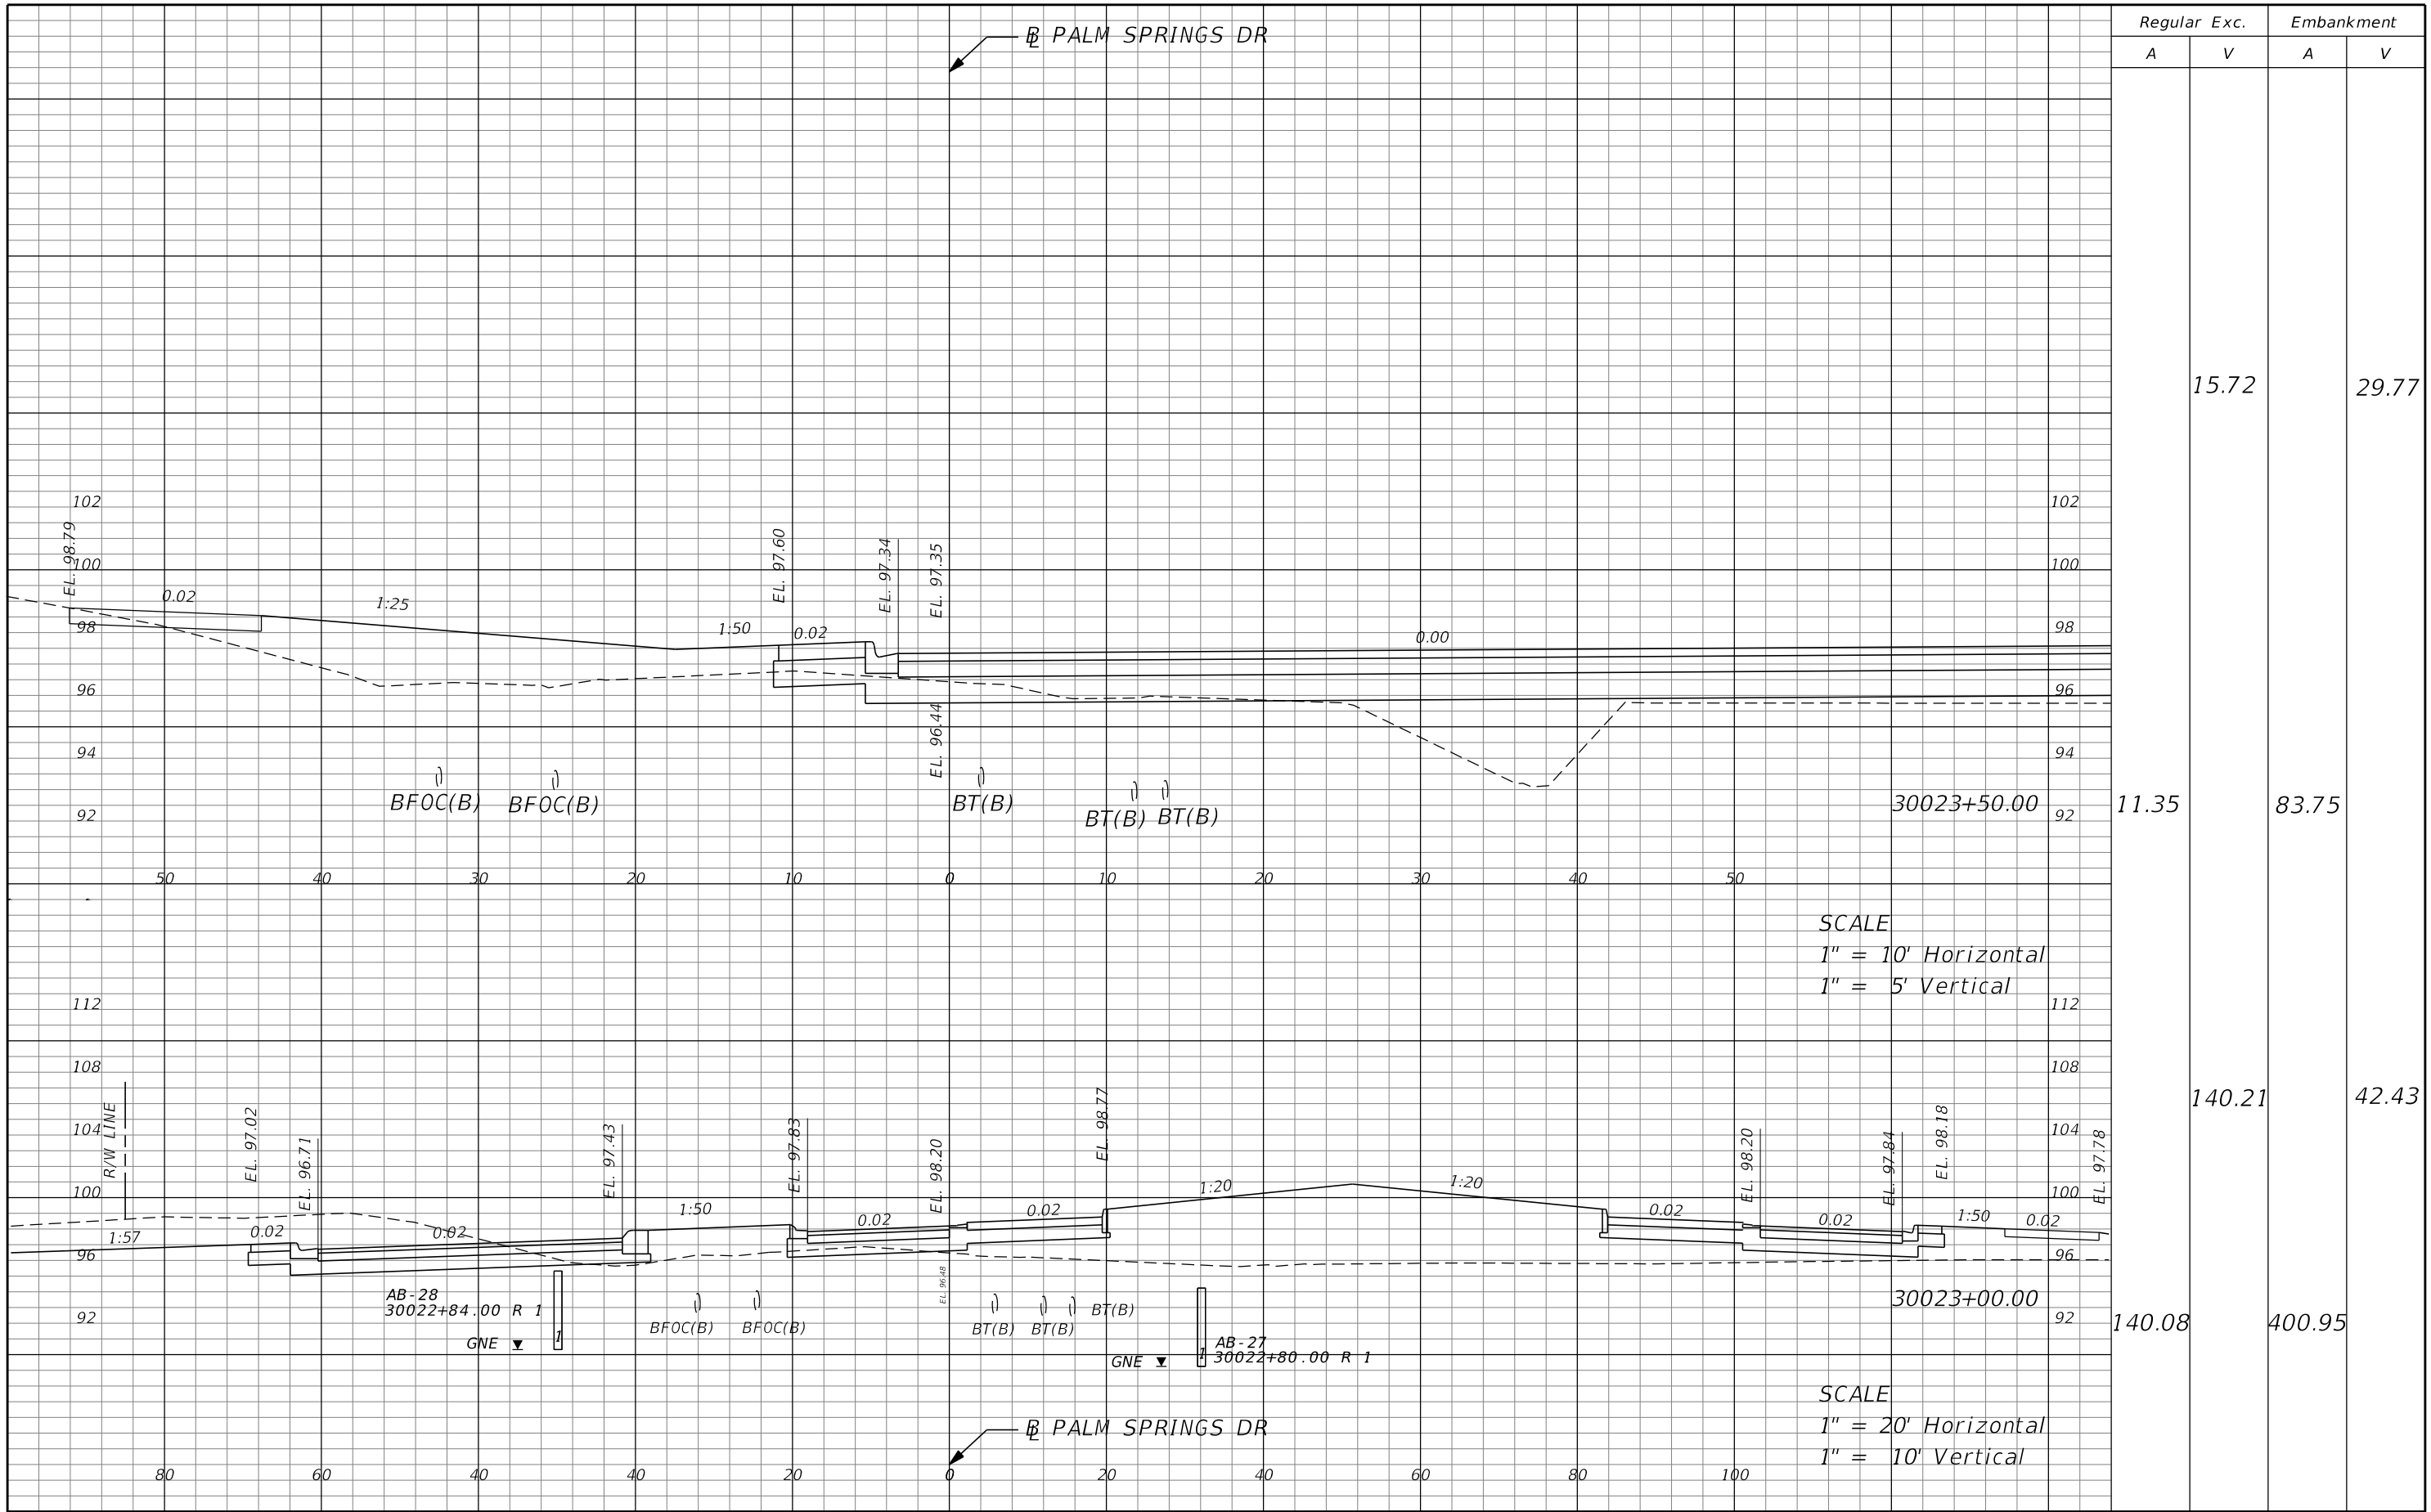 Regular Exc. Embankment
A V A V
BL PALM SPRINGS DR
15.72 29.77
102 102
EL. 98.79 EL. 97.60 EL. 97.34 EL. 97.35
100 100
0.02 1:25 1:50 0.02 0.00
98 98
96 96
EL. 96.44
94 94
BFOC(B) BFOC(B) BT(B) BT(B) BT(B)
92 92
30023+50.00 11.35 83.75
50 40 30 20 10 0 10 20 30 40 50
SCALE
1" = 10' Horizontal
1" = 5' Vertical
112 112
108 108
140.21 42.43
104 104
R/W LINE EL. 97.02 EL. 96.71 EL. 97.43 EL. 97.83 EL. 98.20 EL. 98.77 EL. 98.20 EL. 97.84 EL. 98.18 EL. 97.78
100 100
1:57 0.02 0.02 1:50 0.02 0.02 1:20 1:20 0.02 0.02 1:50 0.02
96 96
EL. 96.48
AB-28
30022+84.00 R 1
GNE 1
BFOC(B) BFOC(B) BT(B) BT(B) BT(B)
92 92
AB-27
30022+80.00 R 1
GNE 1
30023+00.00 140.08 400.95
SCALE
1" = 20' Horizontal
1" = 10' Vertical
BL PALM SPRINGS DR
80 60 40 40 20 0 20 40 60 80 100